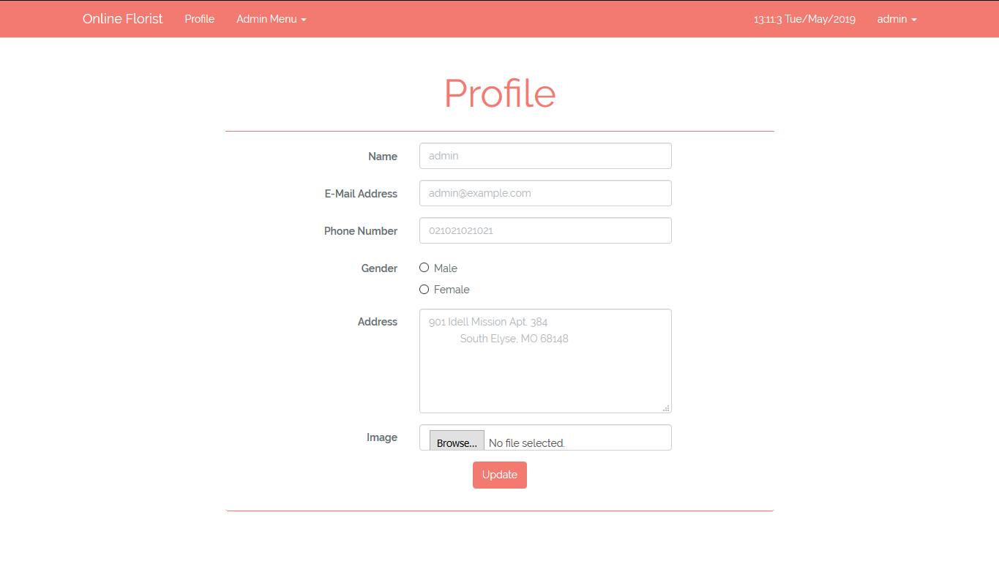 Online Florist Profile Admin Menu 13:11:3 Tue/May/2019 admin
Profile
Name admin
E-Mail Address admin@example.com
Phone Number 021021021021
Gender Male
Female
Address 901 Idell Mission Apt. 384
South Elyse, MO 68148
Image Browse... No file selected.
Update